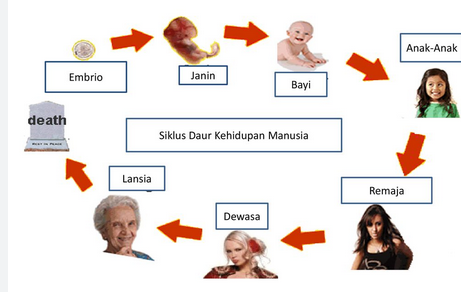 Embrio
Janin
Bayi
Anak-Anak
Remaja
Dewasa
Lansia
death
REST IN PEACE
Siklus Daur Kehidupan Manusia